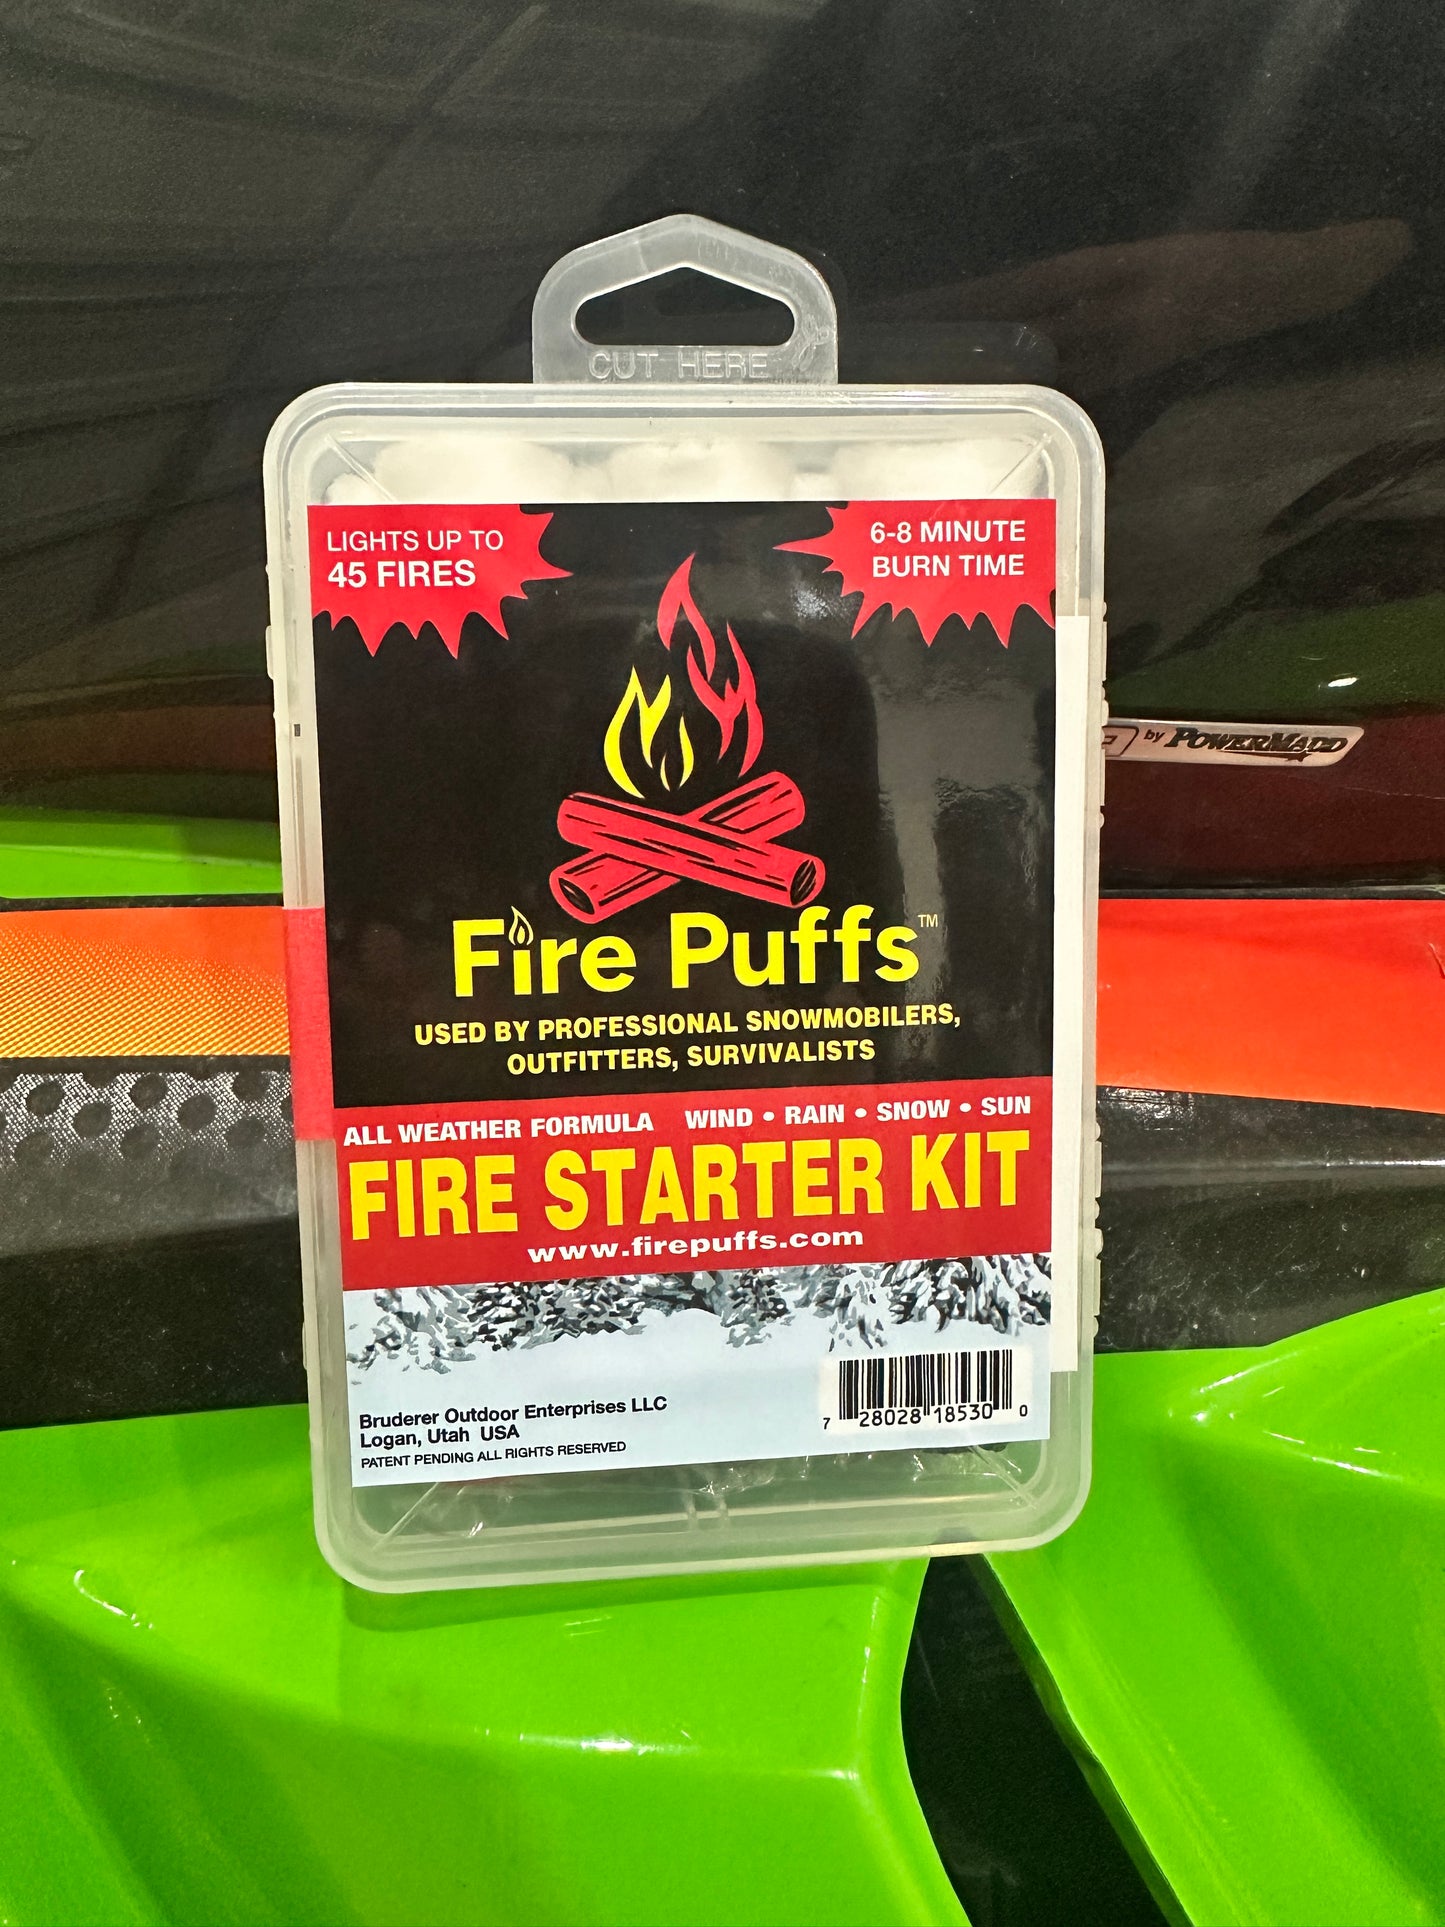 CUT HERE
LIGHTS UP TO
45 FIRES
6-8 MINUTE
BURN TIME
by POWERMADD
Fire Puffs™
USED BY PROFESSIONAL SNOWMOBILERS,
OUTFITTERS, SURVIVALISTS
ALL WEATHER FORMULA WIND • RAIN • SNOW • SUN
FIRE STARTER KIT
www.firepuffs.com
Bruderer Outdoor Enterprises LLC
Logan, Utah USA
PATENT PENDING ALL RIGHTS RESERVED
7 28028 18530 0